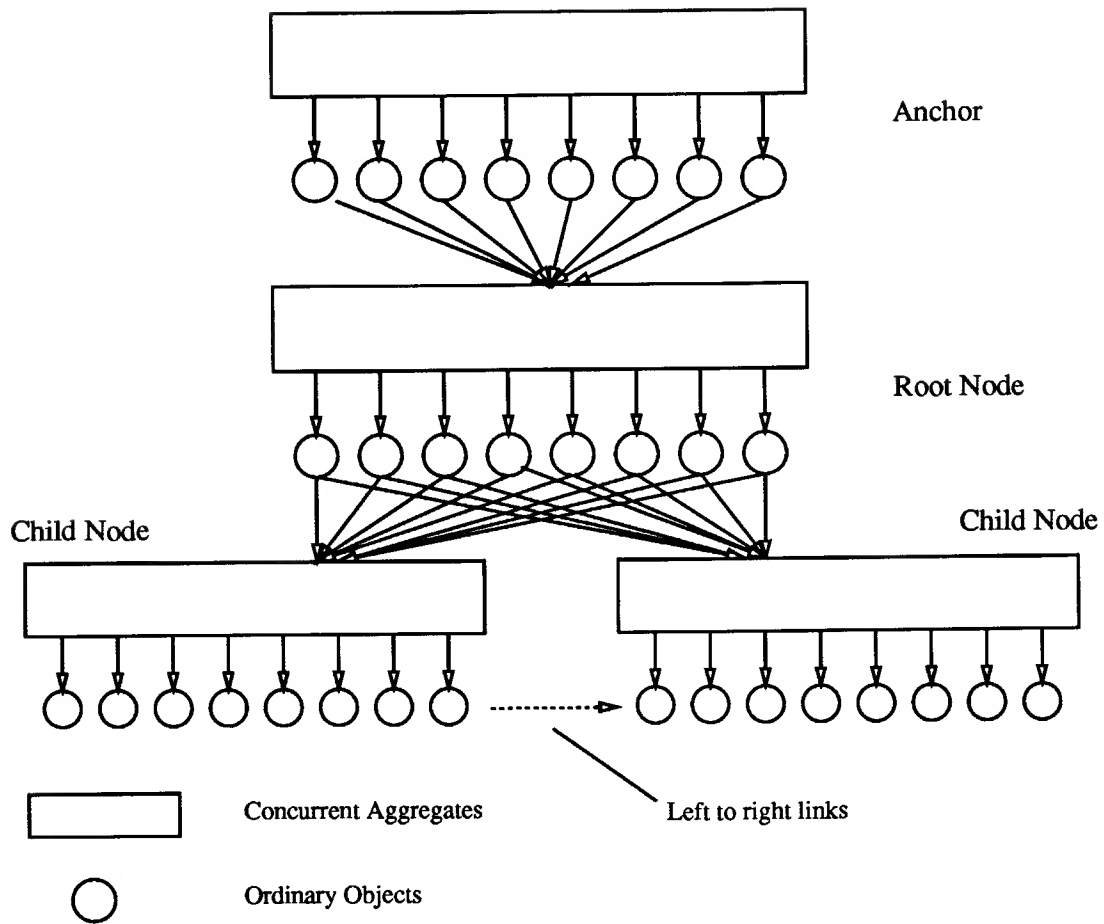 Anchor
Root Node
Child Node
Child Node
Left to right links
Concurrent Aggregates
Ordinary Objects